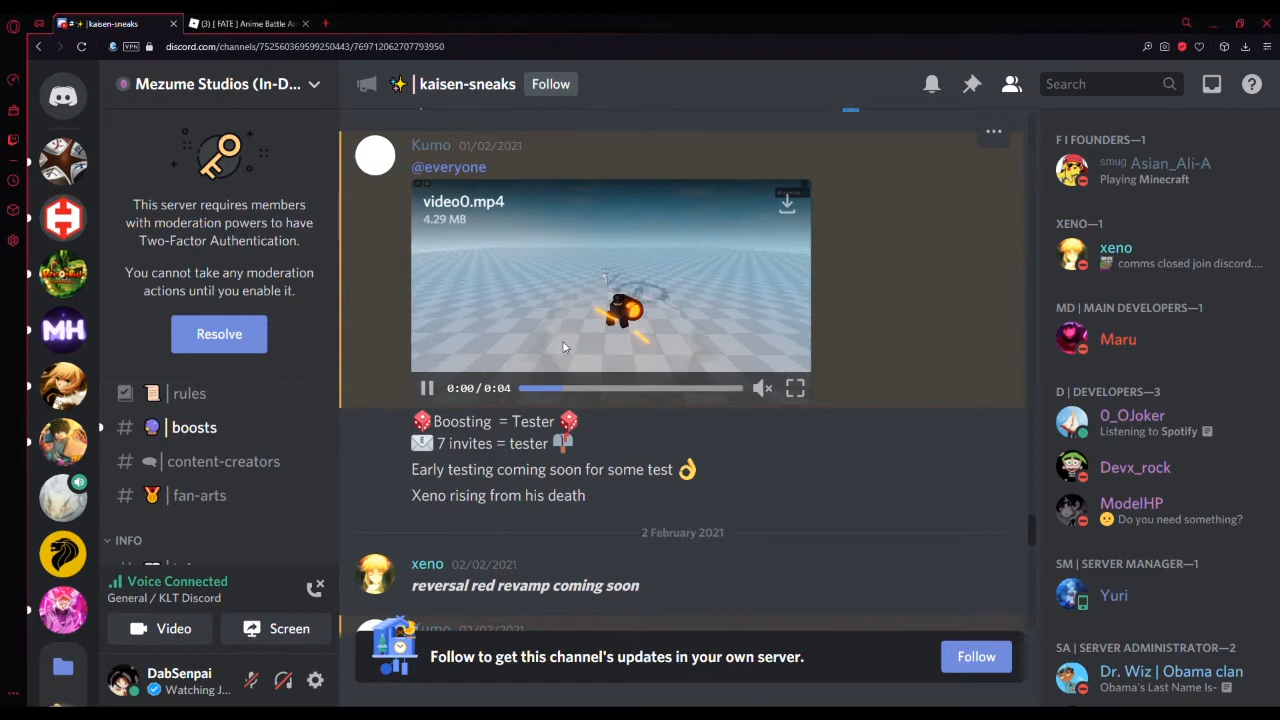 # ✨ | kaisen-sneaks
(3) [ FATE ] Anime Battle Ar
VPN
discord.com/channels/752560369599250443/769712062707793950
Mezume Studios (In-D...
✨ | kaisen-sneaks
Follow
Search
This server requires members
with moderation powers to have
Two-Factor Authentication.
You cannot take any moderation
actions until you enable it.
Resolve
| rules
# | boosts
# | content-creators
# | fan-arts
INFO
Voice Connected
General / KLT Discord
Video
Screen
DabSenpai
Watching J...
MH
Kumo 01/02/2021
@everyone
video0.mp4
4.29 MB
0:00 / 0:04
🎲Boosting = Tester 🎲
📨 7 invites = tester 📬
Early testing coming soon for some test 👌
Xeno rising from his death
2 February 2021
xeno 02/02/2021
reversal red revamp coming soon
Kumo 02/02/2021
Follow to get this channel's updates in your own server.
Follow
F I FOUNDERS—1
smug Asian_Ali-A
Playing Minecraft
XENO—1
xeno
comms closed join discord....
MD | MAIN DEVELOPERS—1
Maru
D | DEVELOPERS—3
0_OJoker
Listening to Spotify
Devx_rock
ModelHP
Do you need something?
SM | SERVER MANAGER—1
Yuri
SA | SERVER ADMINISTRATOR—2
Dr. Wiz | Obama clan
Obama's Last Name Is-